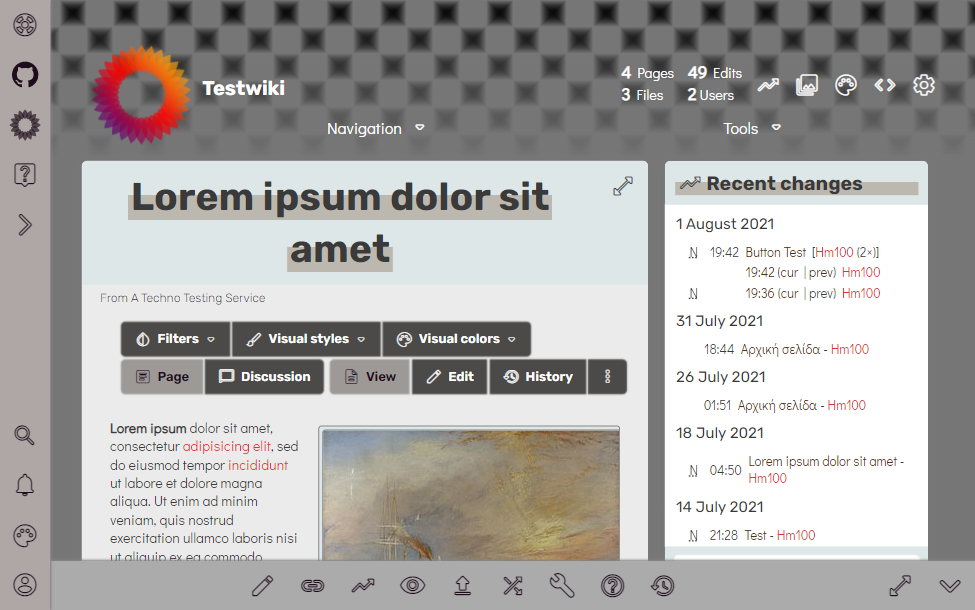 Testwiki
4 Pages 49 Edits
3 Files 2 Users
Navigation
Tools
Lorem ipsum dolor sit
amet
From A Techno Testing Service
Filters
Visual styles
Visual colors
Page
Discussion
View
Edit
History
Lorem ipsum dolor sit amet,
consectetur adipisicing elit, sed
do eiusmod tempor incididunt
ut labore et dolore magna
aliqua. Ut enim ad minim
veniam, quis nostrud
exercitation ullamco laboris nisi
ut aliquip ex ea commodo
Recent changes
1 August 2021
N 19:42 Button Test [Hm100 (2×)]
19:42 (cur | prev) Hm100
N 19:36 (cur | prev) Hm100
31 July 2021
18:44 Αρχική σελίδα - Hm100
26 July 2021
01:51 Αρχική σελίδα - Hm100
18 July 2021
N 04:50 Lorem ipsum dolor sit amet -
Hm100
14 July 2021
N 21:28 Test - Hm100